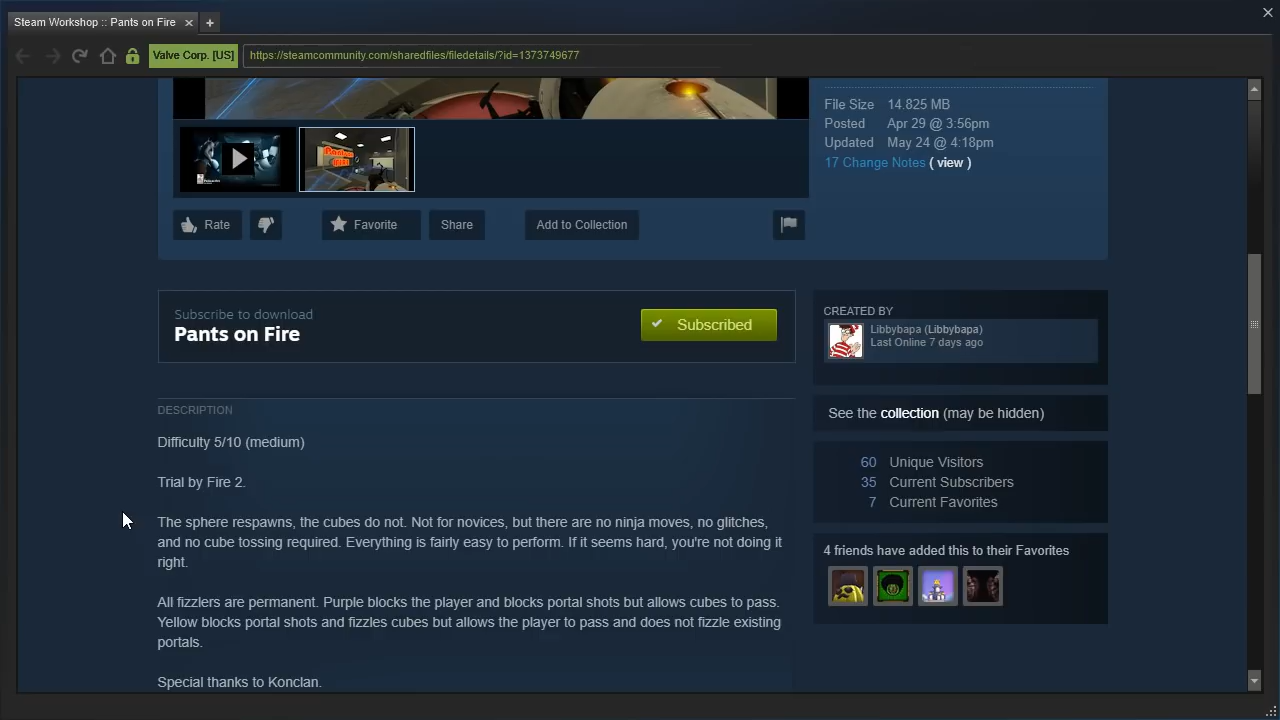 Steam Workshop :: Pants on Fire
Valve Corp. [US]
https://steamcommunity.com/sharedfiles/filedetails/?id=1373749677
File Size 14.825 MB
Posted Apr 29 @ 3:56pm
Updated May 24 @ 4:18pm
17 Change Notes ( view )
Rate
Favorite
Share
Add to Collection
Subscribe to download
Pants on Fire
Subscribed
CREATED BY
Libbybapa (Libbybapa)
Last Online 7 days ago
See the collection (may be hidden)
60 Unique Visitors
35 Current Subscribers
7 Current Favorites
4 friends have added this to their Favorites
DESCRIPTION
Difficulty 5/10 (medium)
Trial by Fire 2.
The sphere respawns, the cubes do not. Not for novices, but there are no ninja moves, no glitches,
and no cube tossing required. Everything is fairly easy to perform. If it seems hard, you're not doing it
right.
All fizzlers are permanent. Purple blocks the player and blocks portal shots but allows cubes to pass.
Yellow blocks portal shots and fizzles cubes but allows the player to pass and does not fizzle existing
portals.
Special thanks to Konclan.